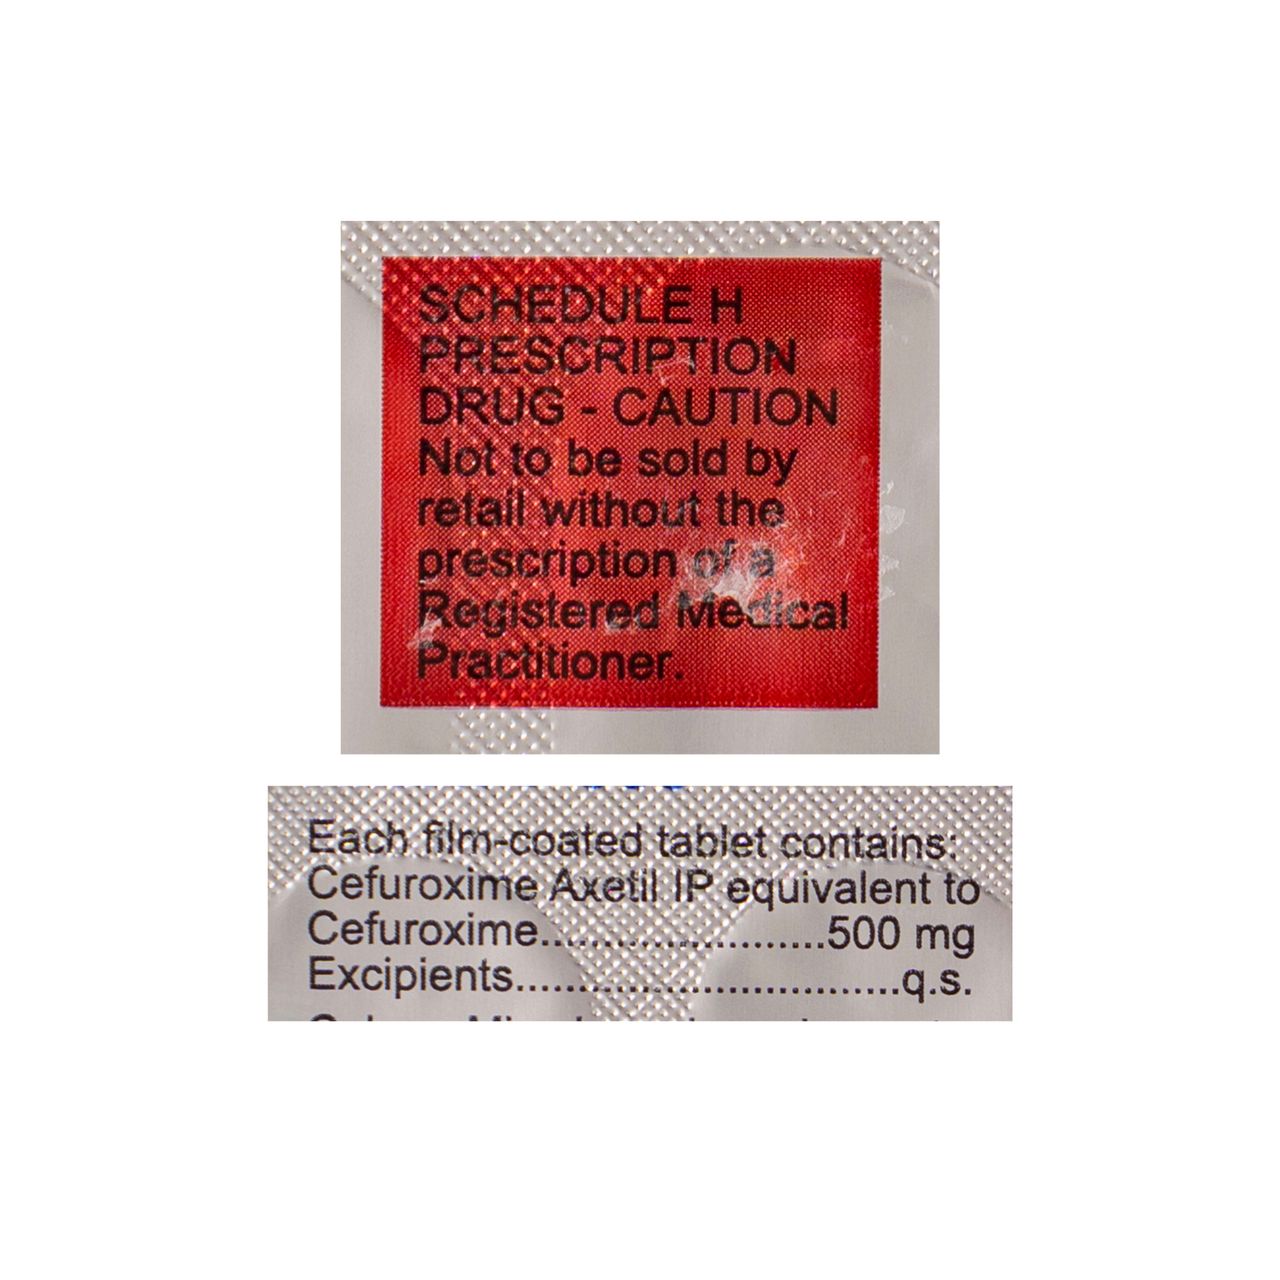 SCHEDULE H
PRESCRIPTION
DRUG - CAUTION
Not to be sold by
retail without the
prescription of a
Registered Medical
Practitioner.
Each film-coated tablet contains:
Cefuroxime Axetil IP equivalent to
Cefuroxime......................500 mg
Excipients..............................q.s.